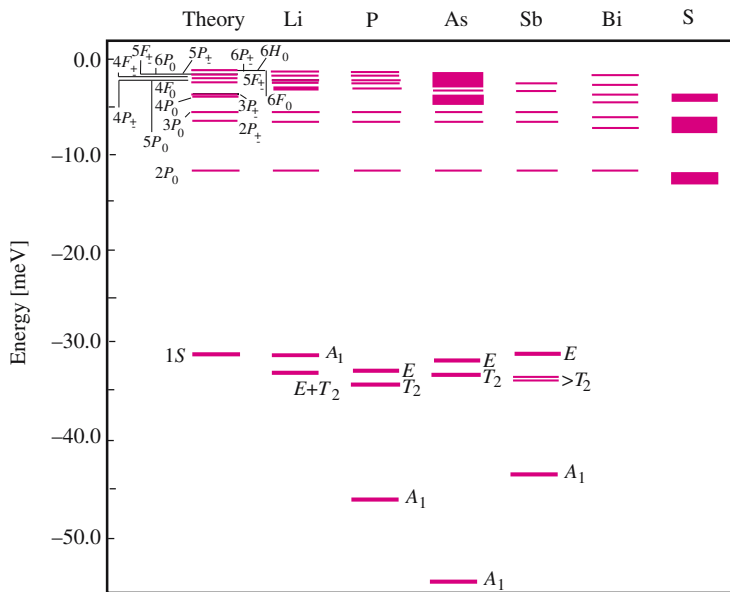 Theory Li P As Sb Bi S
0.0
−10.0
−20.0
−30.0
−40.0
−50.0
Energy [meV]
5F± 6P0 5P± 6P± 6H0
4F±
4F0 5F±
4P0 3P± 6F0
4P± 3P0 2P±
5P0
2P0
1S
A1
E+T2
E
T2
A1
E
T2
A1
E
>T2
A1